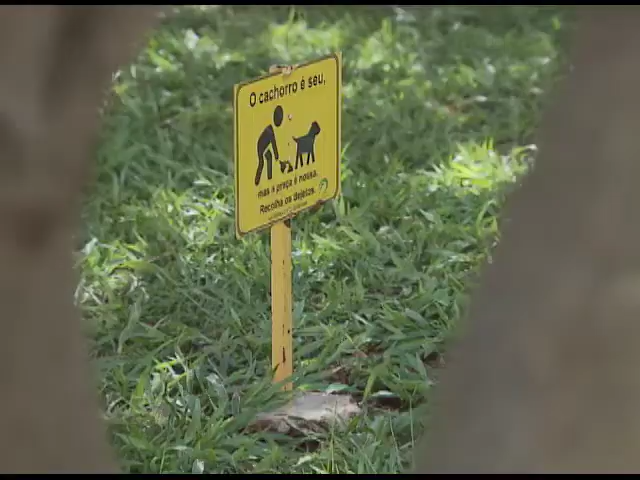 O cachorro é seu,
mas a praça é nossa.
Recolha os dejetos.